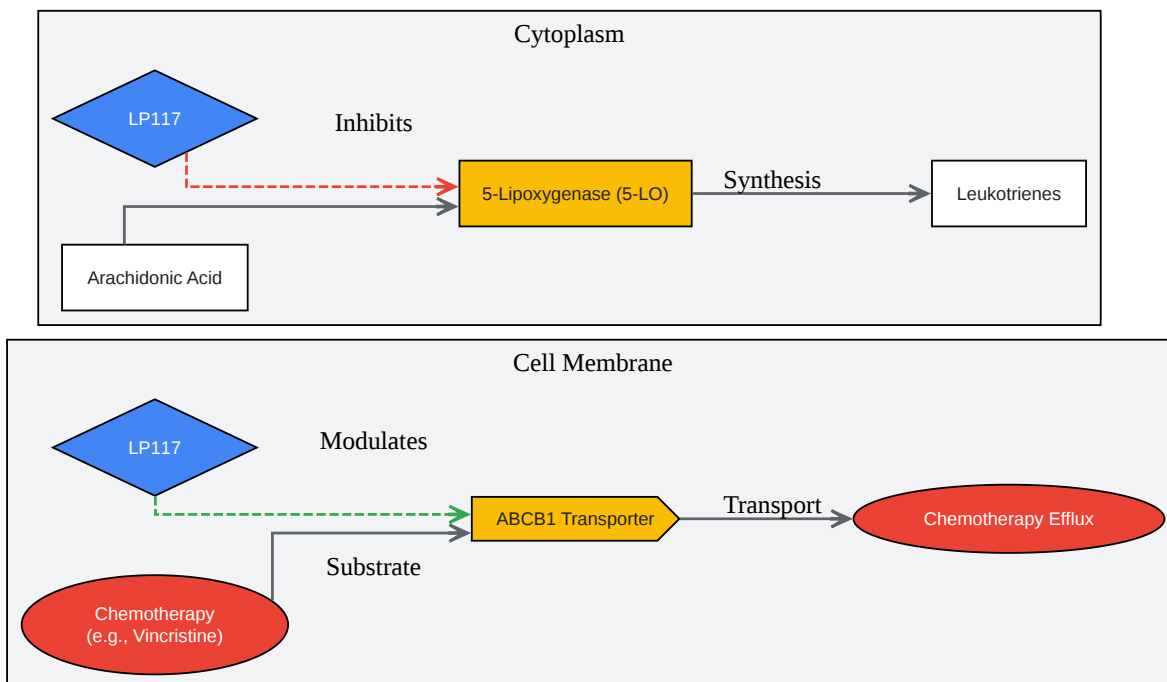 Cytoplasm
LP117
Inhibits
5-Lipoxygenase (5-LO)
Synthesis
Leukotrienes
Arachidonic Acid
Cell Membrane
LP117
Modulates
ABCB1 Transporter
Transport
Chemotherapy Efflux
Substrate
Chemotherapy
(e.g., Vincristine)